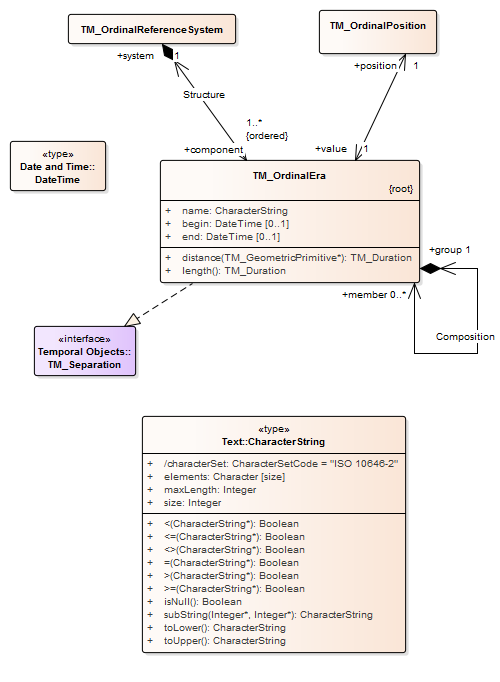 TM_OrdinalReferenceSystem
TM_OrdinalPosition
+system 1
+position 1
Structure
1..*
{ordered}
+component
+value 1
«type»
Date and Time::
DateTime
TM_OrdinalEra
{root}
+ name: CharacterString
+ begin: DateTime [0..1]
+ end: DateTime [0..1]
+ distance(TM_GeometricPrimitive*): TM_Duration
+ length(): TM_Duration
+group 1
+member 0..*
Composition
«interface»
Temporal Objects::
TM_Separation
«type»
Text::CharacterString
+ /characterSet: CharacterSetCode = "ISO 10646-2"
+ elements: Character [size]
+ maxLength: Integer
+ size: Integer
+ <(CharacterString*): Boolean
+ <=(CharacterString*): Boolean
+ <>(CharacterString*): Boolean
+ =(CharacterString*): Boolean
+ >(CharacterString*): Boolean
+ >=(CharacterString*): Boolean
+ isNull(): Boolean
+ subString(Integer*, Integer*): CharacterString
+ toLower(): CharacterString
+ toUpper(): CharacterString